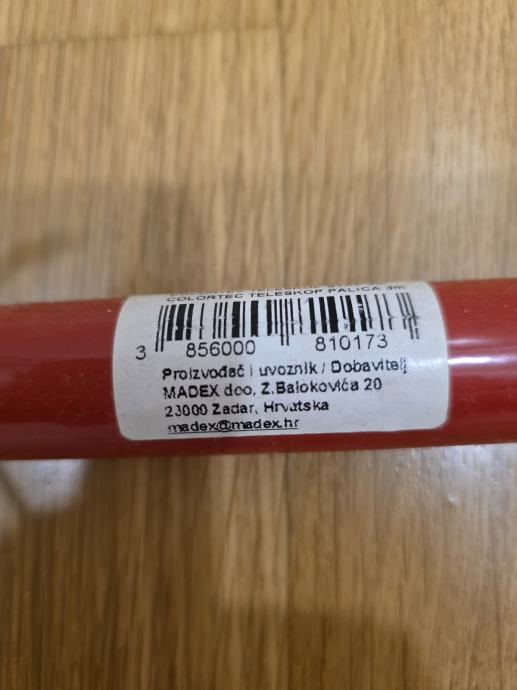 COLORTEC TELESKOP PALICA 3m
3 856000 810173
Proizvođač i uvoznik / Dobavitelj
MADEX doo, Z.Balokovića 20
23000 Zadar, Hrvatska
madex@madex.hr